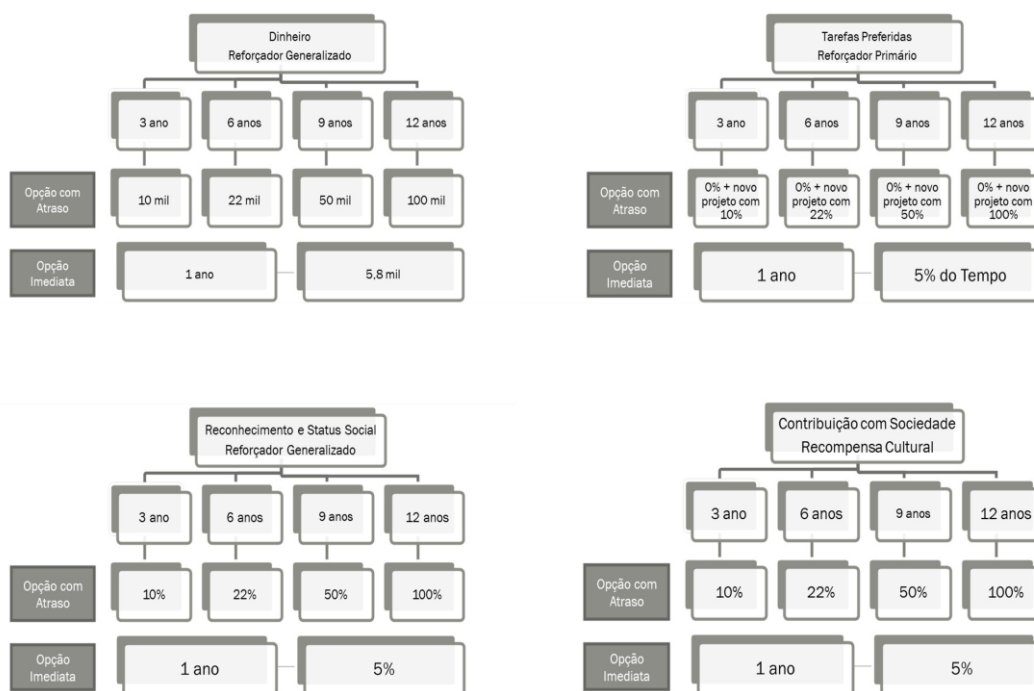 Dinheiro
Reforçador Generalizado
3 ano
6 anos
9 anos
12 anos
Opção com
Atraso
10 mil
22 mil
50 mil
100 mil
Opção
Imediata
1 ano
5,8 mil
Tarefas Preferidas
Reforçador Primário
3 ano
6 anos
9 anos
12 anos
Opção com
Atraso
0% + novo
projeto com
10%
0% + novo
projeto com
22%
0% + novo
projeto com
50%
0% + novo
projeto com
100%
Opção
Imediata
1 ano
5% do Tempo
Reconhecimento e Status Social
Reforçador Generalizado
3 ano
6 anos
9 anos
12 anos
Opção com
Atraso
10%
22%
50%
100%
Opção
Imediata
1 ano
5%
Contribuição com Sociedade
Recompensa Cultural
3 ano
6 anos
9 anos
12 anos
Opção com
Atraso
10%
22%
50%
100%
Opção
Imediata
1 ano
5%